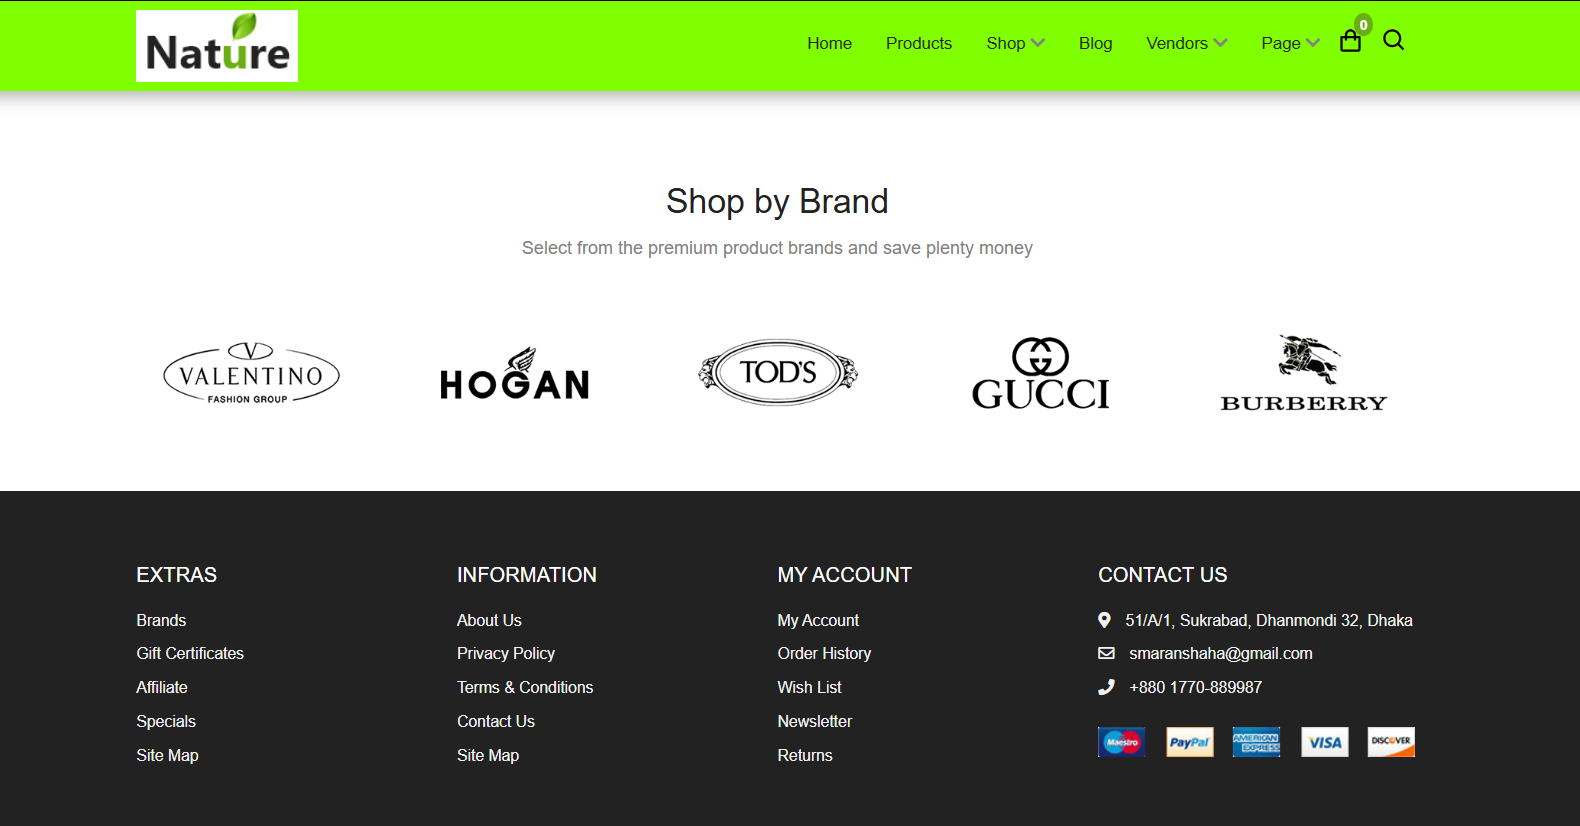 Nature
Home Products Shop Blog Vendors Page 0
Shop by Brand
Select from the premium product brands and save plenty money
V
VALENTINO
FASHION GROUP
HOGAN
TOD'S
GUCCI
BURBERRY
EXTRAS
Brands
Gift Certificates
Affiliate
Specials
Site Map
INFORMATION
About Us
Privacy Policy
Terms & Conditions
Contact Us
Site Map
MY ACCOUNT
My Account
Order History
Wish List
Newsletter
Returns
CONTACT US
51/A/1, Sukrabad, Dhanmondi 32, Dhaka
smaranshaha@gmail.com
+880 1770-889987
Maestro
PayPal
AMERICAN
EXPRESS
VISA
DISCOVER